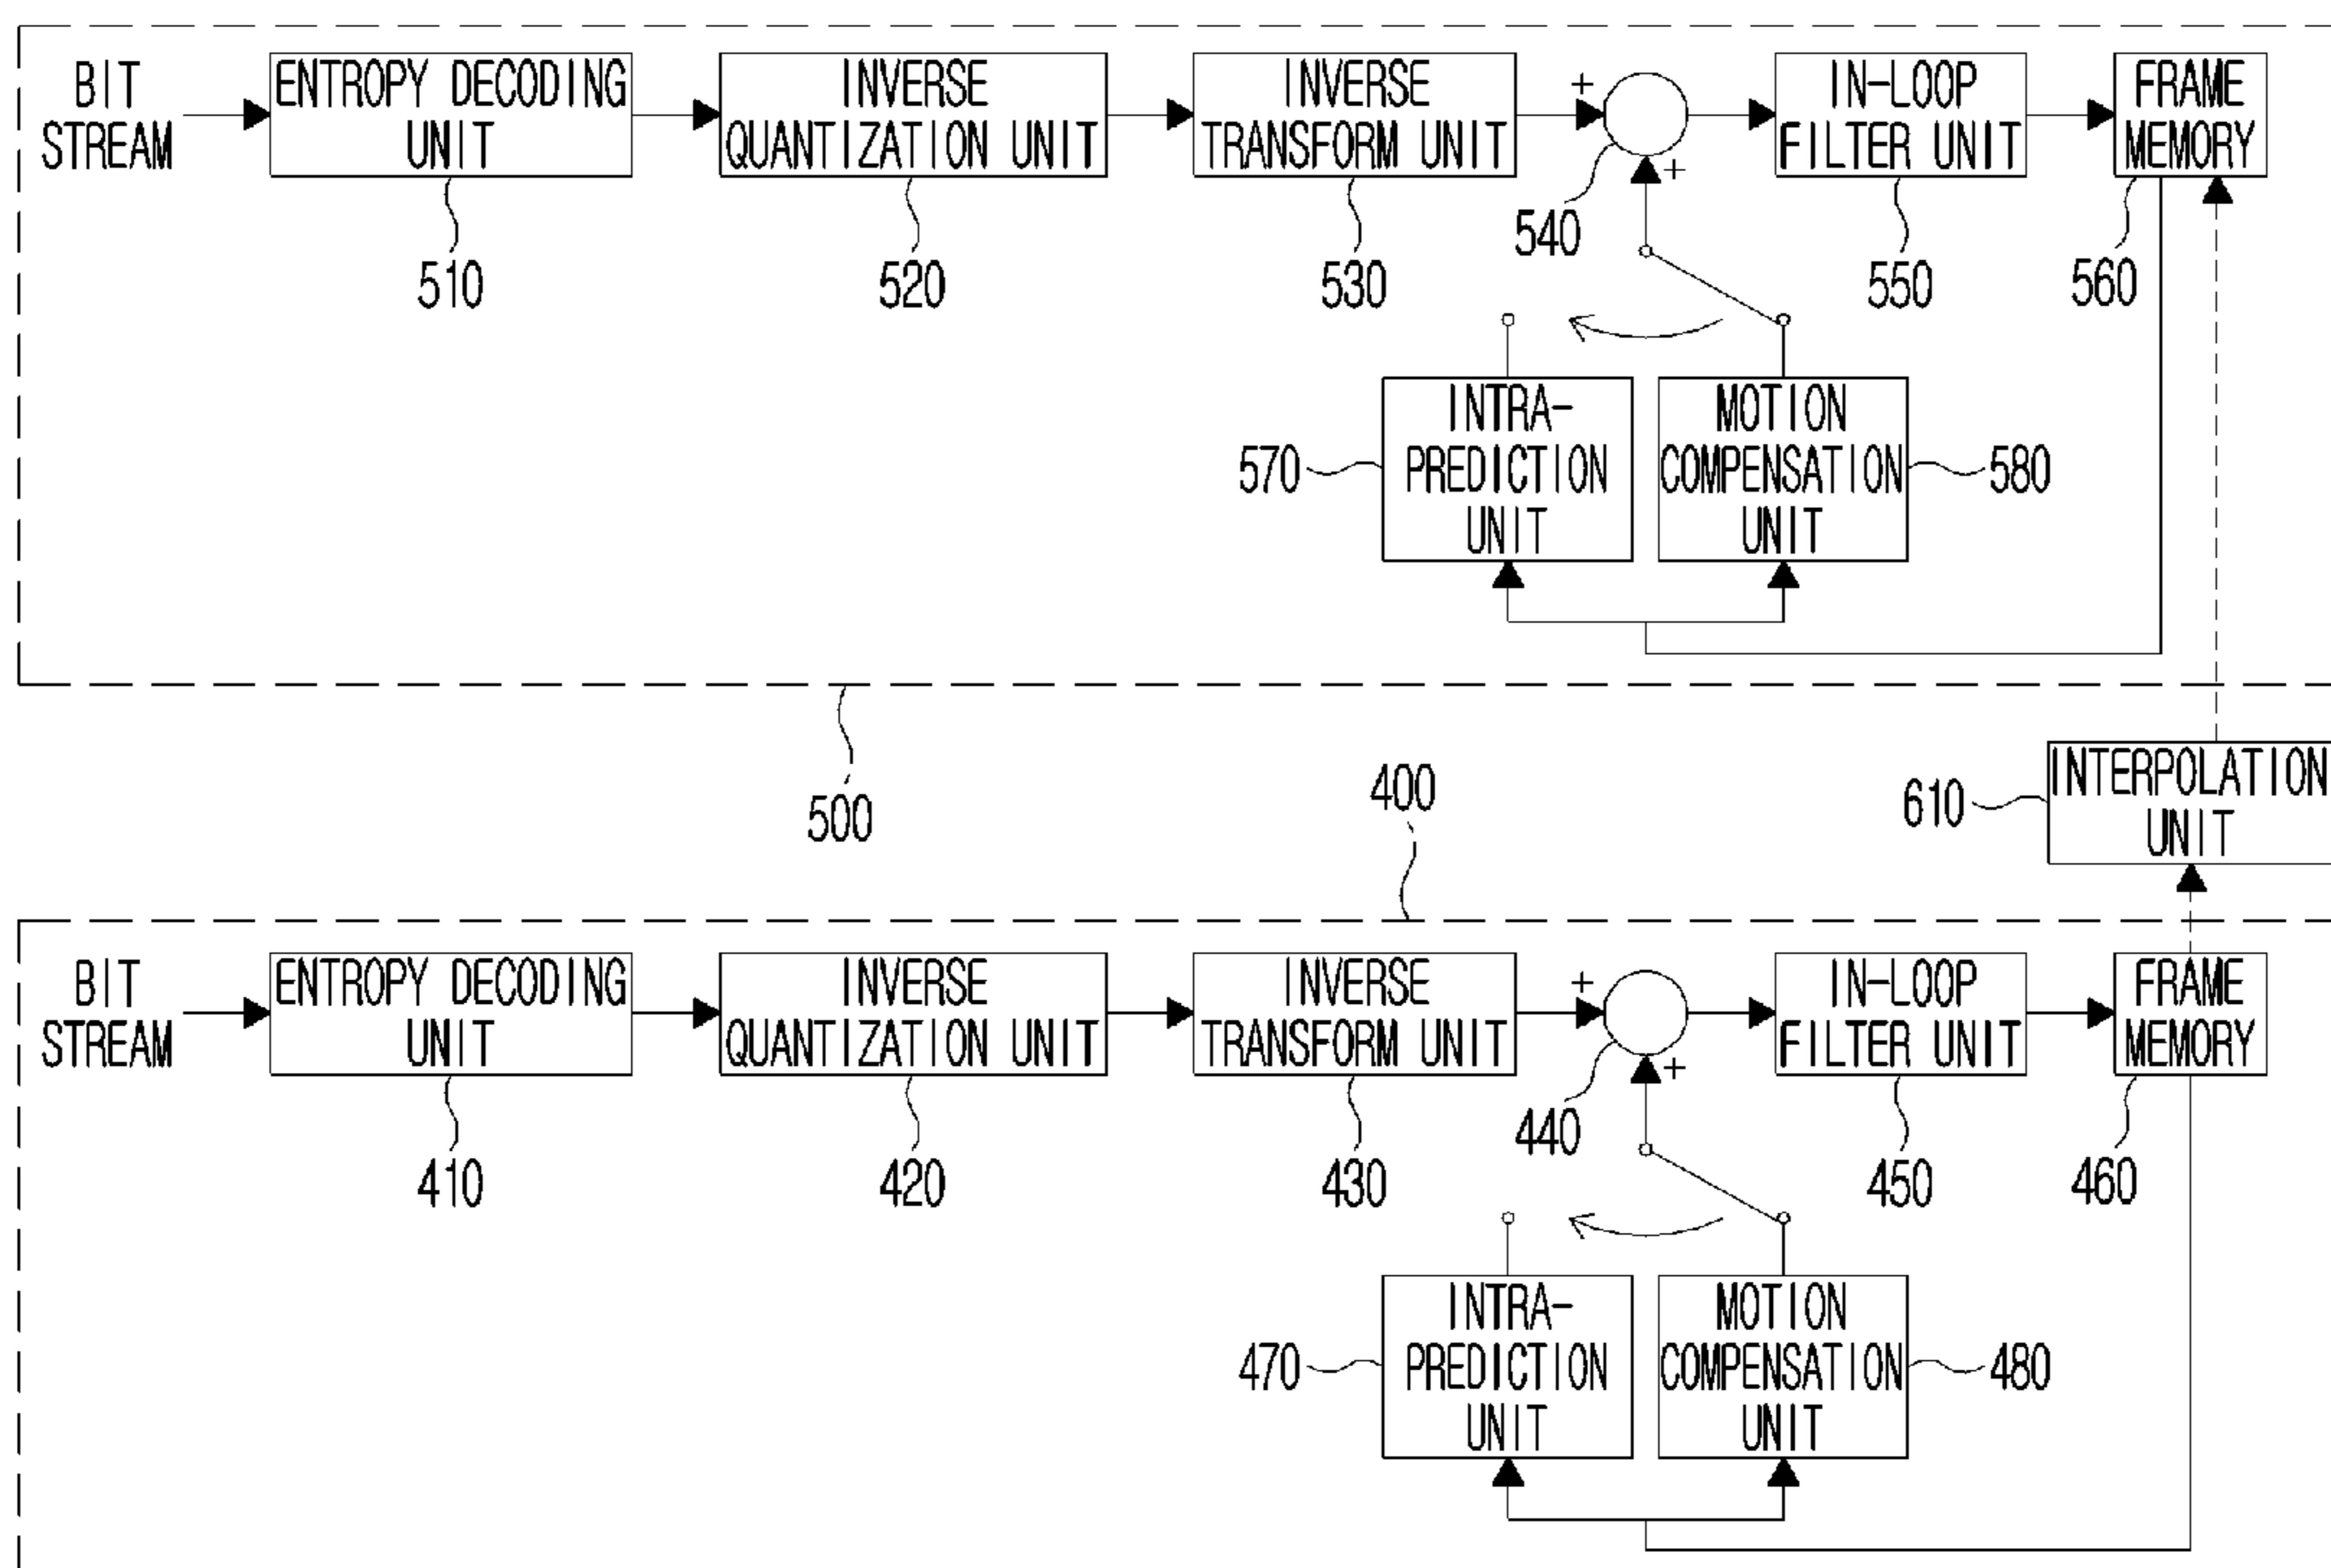 BIT
STREAM
ENTROPY DECODING
UNIT
INVERSE
QUANTIZATION UNIT
INVERSE
TRANSFORM UNIT
+
+
IN-LOOP
FILTER UNIT
FRAME
MEMORY
510
520
530
540
550
560
INTRA-
PREDICTION
UNIT
MOTION
COMPENSATION
UNIT
570
580
500
400
610
INTERPOLATION
UNIT
BIT
STREAM
ENTROPY DECODING
UNIT
INVERSE
QUANTIZATION UNIT
INVERSE
TRANSFORM UNIT
+
+
IN-LOOP
FILTER UNIT
FRAME
MEMORY
410
420
430
440
450
460
INTRA-
PREDICTION
UNIT
MOTION
COMPENSATION
UNIT
470
480